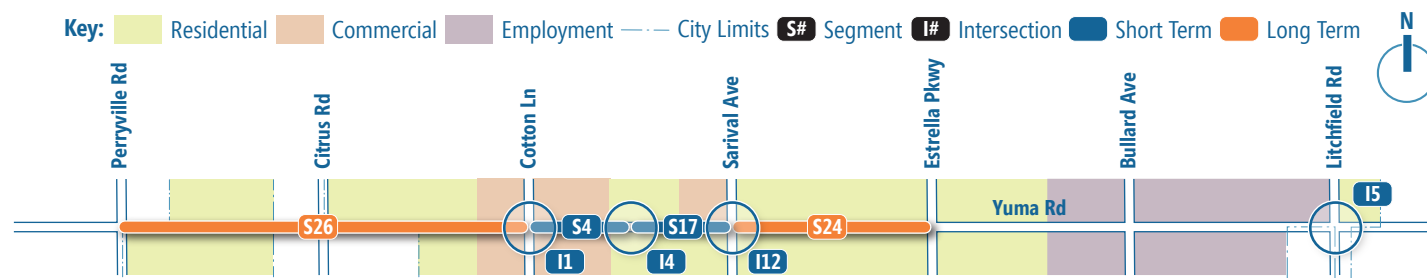 Key: Residential Commercial Employment City Limits S# Segment I# Intersection Short Term Long Term
N
Perryville Rd
Citrus Rd
Cotton Ln
Sarival Ave
Estrella Pkwy
Bullard Ave
Litchfield Rd
I5
Yuma Rd
S26
S4
S17
S24
I1
I4
I12